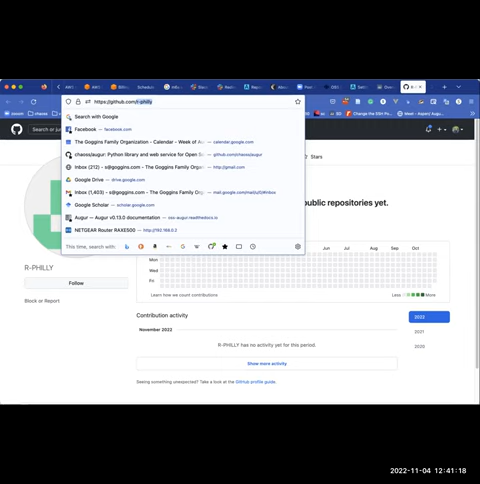 https://github.com/r-philly
Search with Google
Facebook — facebook.com
The Goggins Family Organization - Calendar - Week of A — calendar.google.com
chaoss/augur: Python library and web service for Open S — github.com/chaoss/augur
Inbox (212) - s@goggins.com - The Goggins Family Orga — http://gmail.com
Google Drive — drive.google.com
Inbox (1,403) - s@goggins.com - The Goggins Family Org — mail.google.com/mail/u/0/#inbox
Google Scholar — scholar.google.com
Augur — Augur v0.13.0 documentation — oss-augur.readthedocs.io
NETGEAR Router RAXE500 — http://192.168.0.2
This time, search with:
Search or ju
Stars
public repositories yet.
Jun Jul Aug Sep Oct
Mon
Wed
Fri
Learn how we count contributions
Less More
R-PHILLY
Follow
Block or Report
Contribution activity
2022
2021
2020
November 2022
R-PHILLY has no activity yet for this period.
Show more activity
Seeing something unexpected? Take a look at the GitHub profile guide.
2022-11-04 12:41:18